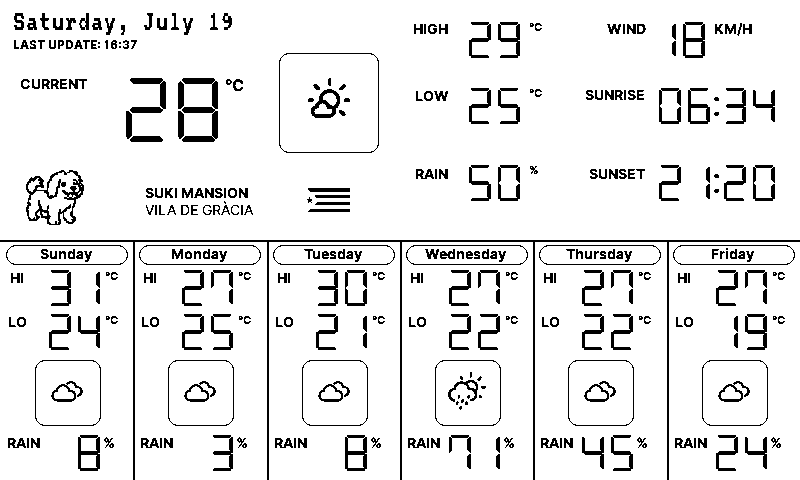 Saturday, July 19
LAST UPDATE: 16:37
CURRENT 28 °C
SUKI MANSION
VILA DE GRÀCIA
HIGH 29 °C
LOW 25 °C
RAIN 50 %
WIND 18 KM/H
SUNRISE 06:34
SUNSET 21:20
Sunday
HI 31 °C
LO 24 °C
RAIN 8 %
Monday
HI 27 °C
LO 25 °C
RAIN 3 %
Tuesday
HI 30 °C
LO 21 °C
RAIN 8 %
Wednesday
HI 27 °C
LO 22 °C
RAIN 71 %
Thursday
HI 27 °C
LO 22 °C
RAIN 45 %
Friday
HI 27 °C
LO 19 °C
RAIN 24 %